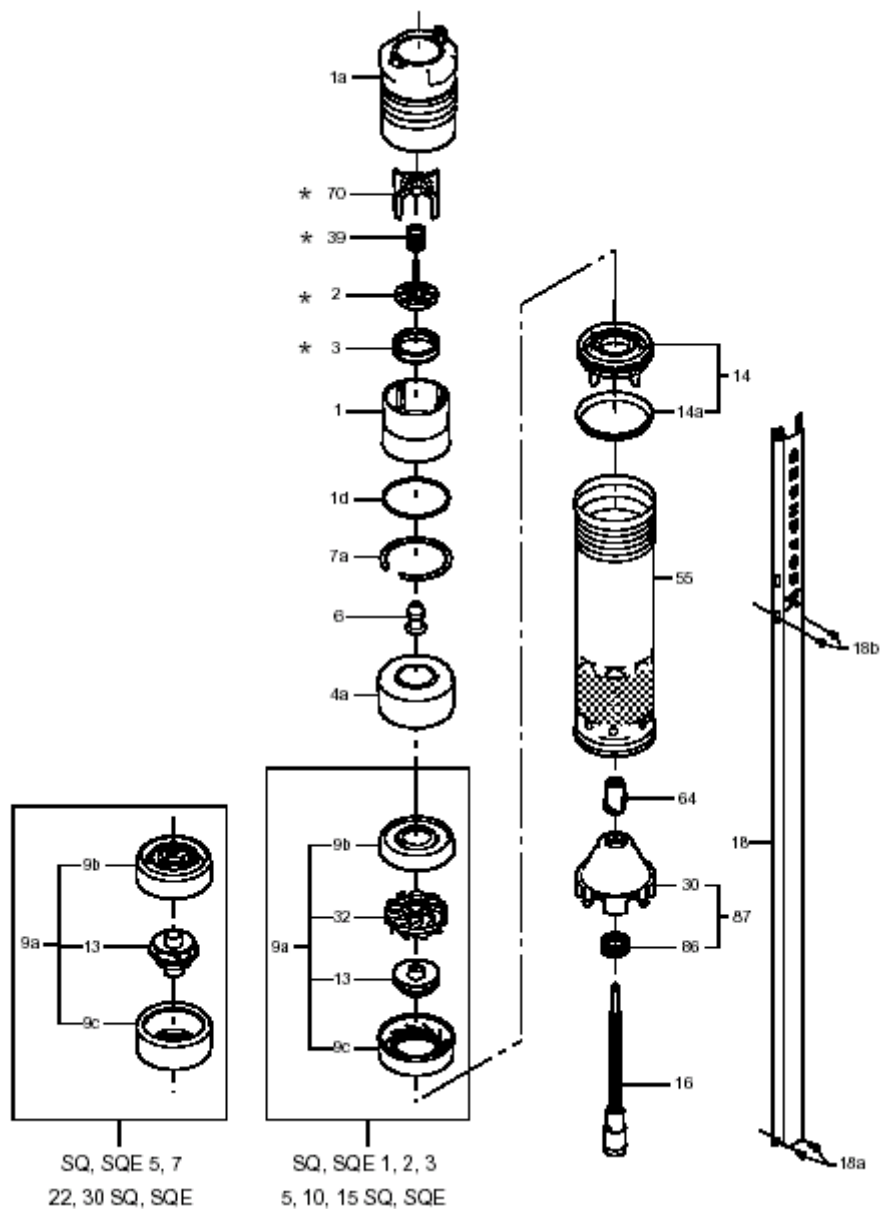 1a
* 70
* 39
* 2
* 3
1
1d
7a
6
4a
9b
32
9a
13
9c
SQ, SQE 1, 2, 3
5, 10, 15 SQ, SQE
9b
9a
13
9c
SQ, SQE 5, 7
22, 30 SQ, SQE
14
14a
55
64
30
87
86
16
18b
18
18a